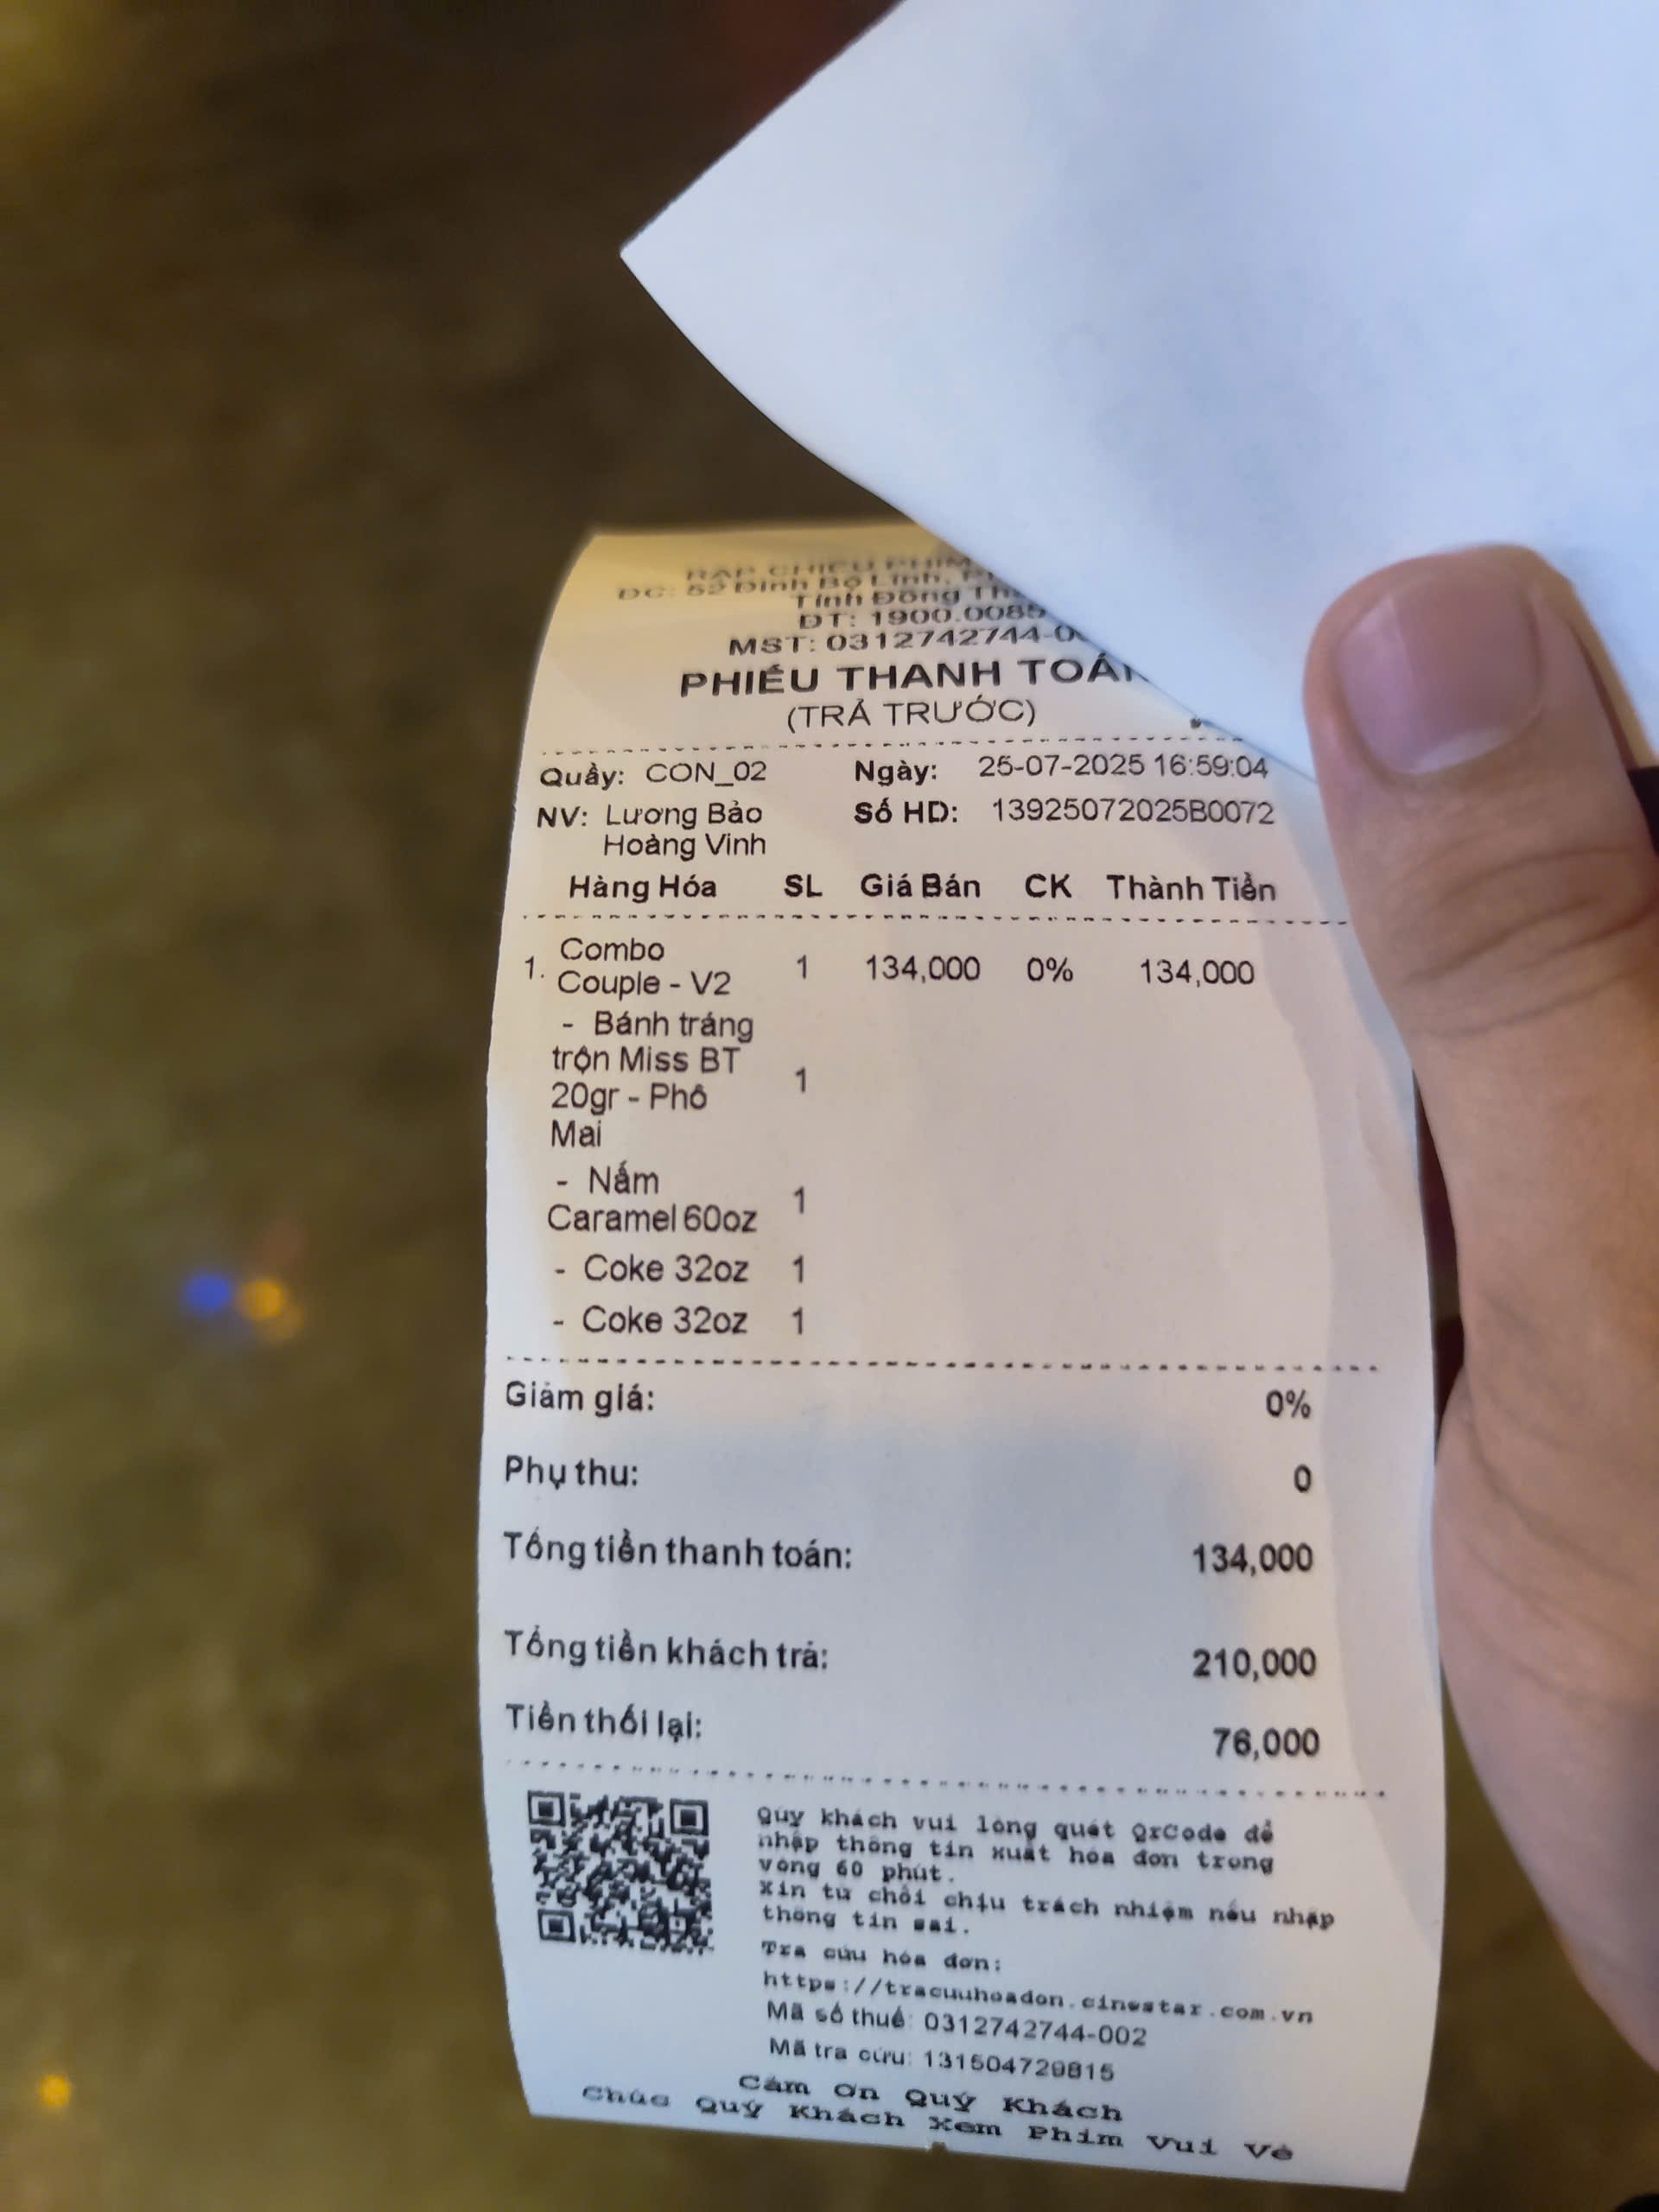 RẠP CHIẾU PHIM
ĐC: 52 Đinh Bộ Lĩnh,
Tỉnh Đồng
ĐT: 1900.0085
MST: 0312742744-0
PHIẾU THANH TOÁN
(TRẢ TRƯỚC)
Quầy: CON_02 Ngày: 25-07-2025 16:59:04
NV: Lương Bảo Số HD: 13925072025B0072
Hoàng Vinh
Hàng Hóa SL Giá Bán CK Thành Tiền
1. Combo
Couple - V2 1 134,000 0% 134,000
- Bánh tráng
trộn Miss BT
20gr - Phô 1
Mai
- Nấm
Caramel 60oz 1
- Coke 32oz 1
- Coke 32oz 1
Giảm giá: 0%
Phụ thu: 0
Tổng tiền thanh toán: 134,000
Tổng tiền khách trả: 210,000
Tiền thối lại: 76,000
Quý khách vui lòng quét QrCode để
nhập thông tin xuất hóa đơn trong
vòng 60 phút.
Xin từ chối chịu trách nhiệm nếu nhập
thông tin sai.
Tra cứu hóa đơn:
https://tracuuhoadon.cinestar.com.vn
Mã số thuế: 0312742744-002
Mã tra cứu: 131504729815
Cảm Ơn Quý Khách
Chúc Quý Khách Xem Phim Vui Vẻ